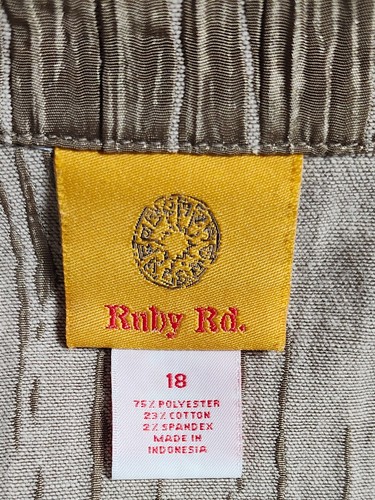 Ruby Rd.
18
75% POLYESTER
23% COTTON
2% SPANDEX
MADE IN
INDONESIA